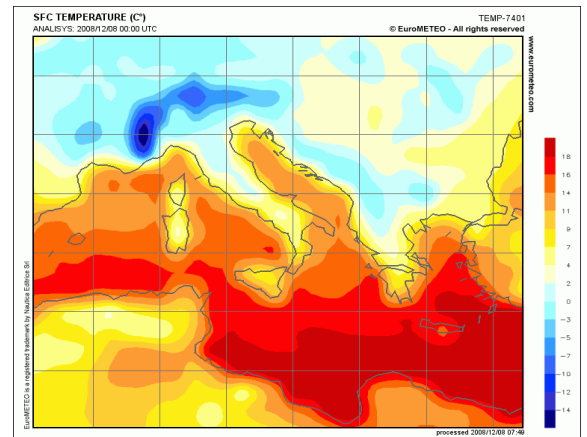 SFC TEMPERATURE (C°)
TEMP-7401
ANALISYS: 2008/12/08 00:00 UTC
© EuroMETEO - All rights reserved
www.eurometeo.com
EuroMETEO is a registered trademark by Nautica Editrice Srl
18
16
14
11
9
7
4
2
0
−3
−5
−7
−10
−12
−14
processed 2008/12/08 07:49